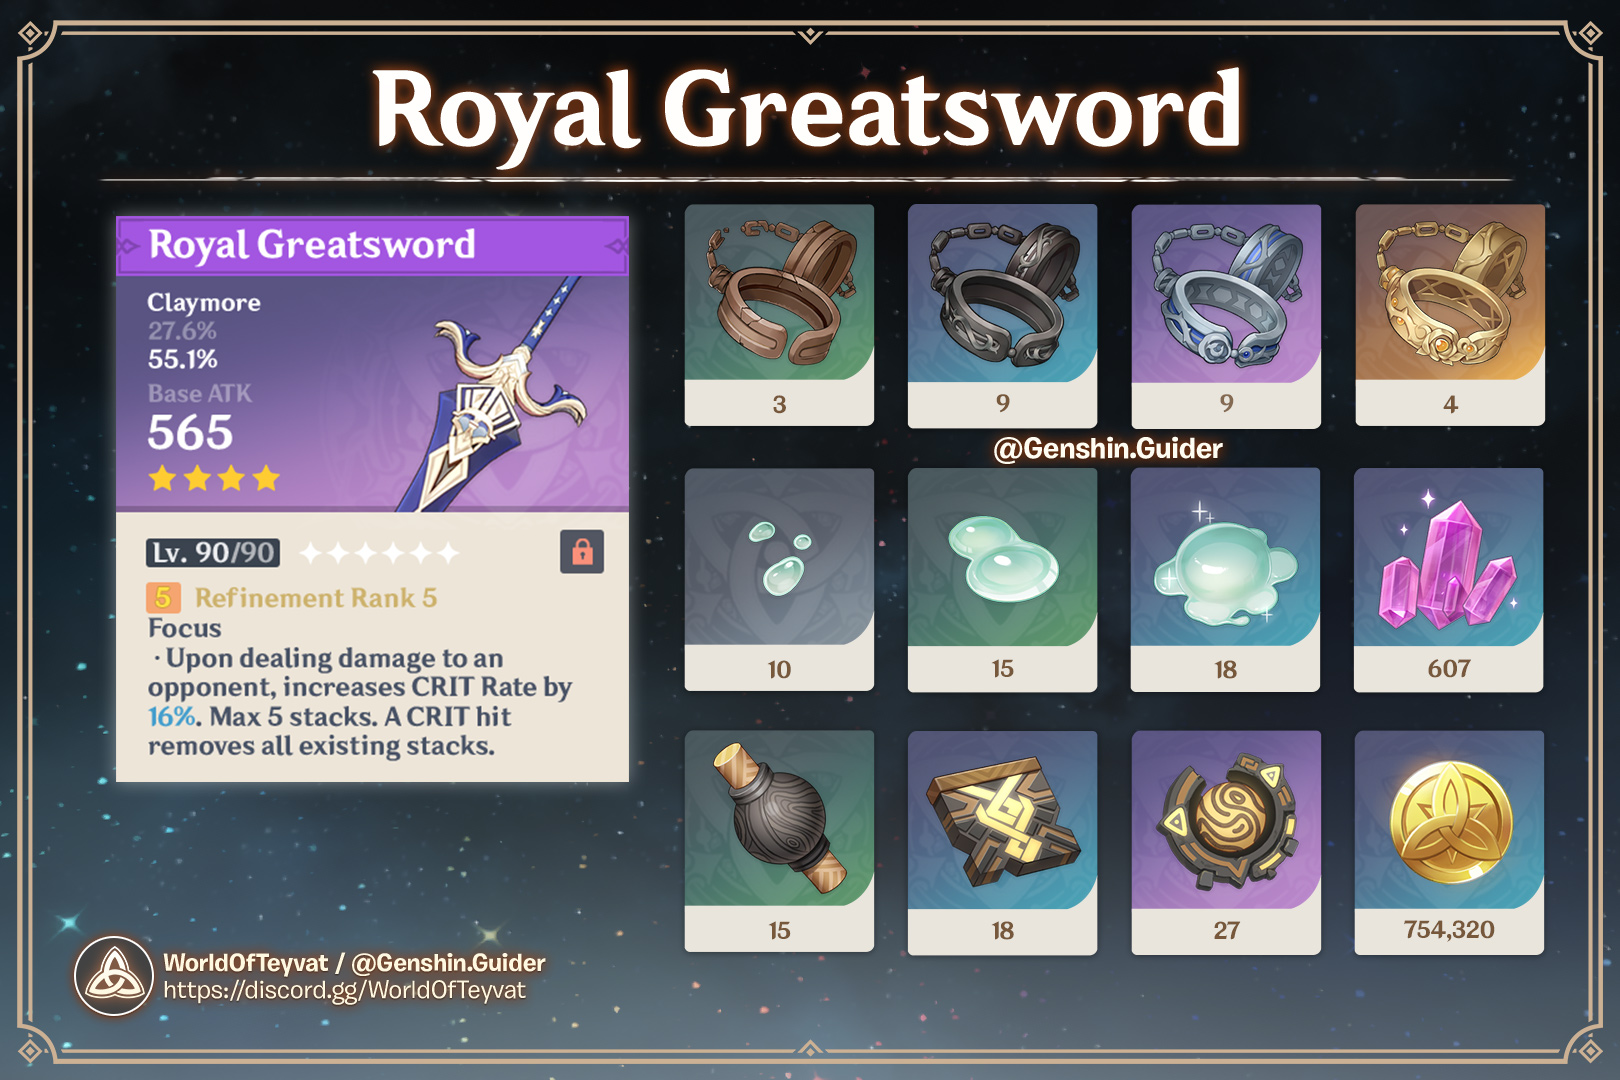 Royal Greatsword
Royal Greatsword
Claymore
27.6%
55.1%
Base ATK
565
Lv. 90/90
5 Refinement Rank 5
Focus
· Upon dealing damage to an
opponent, increases CRIT Rate by
16%. Max 5 stacks. A CRIT hit
removes all existing stacks.
3
9
9
4
@Genshin.Guider
10
15
18
607
15
18
27
754,320
WorldOfTeyvat / @Genshin.Guider
https://discord.gg/WorldOfTeyvat